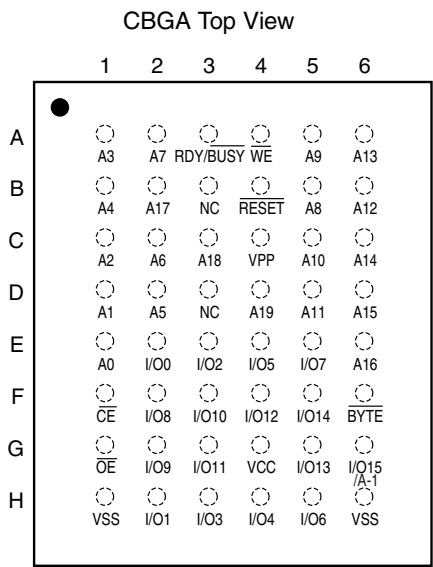 CBGA Top View
1 2 3 4 5 6
A
A3 A7 RDY/BUSY WE A9 A13
B
A4 A17 NC RESET A8 A12
C
A2 A6 A18 VPP A10 A14
D
A1 A5 NC A19 A11 A15
E
A0 I/O0 I/O2 I/O5 I/O7 A16
F
CE I/O8 I/O10 I/O12 I/O14 BYTE
G
OE I/O9 I/O11 VCC I/O13 I/O15
/A-1
H
VSS I/O1 I/O3 I/O4 I/O6 VSS